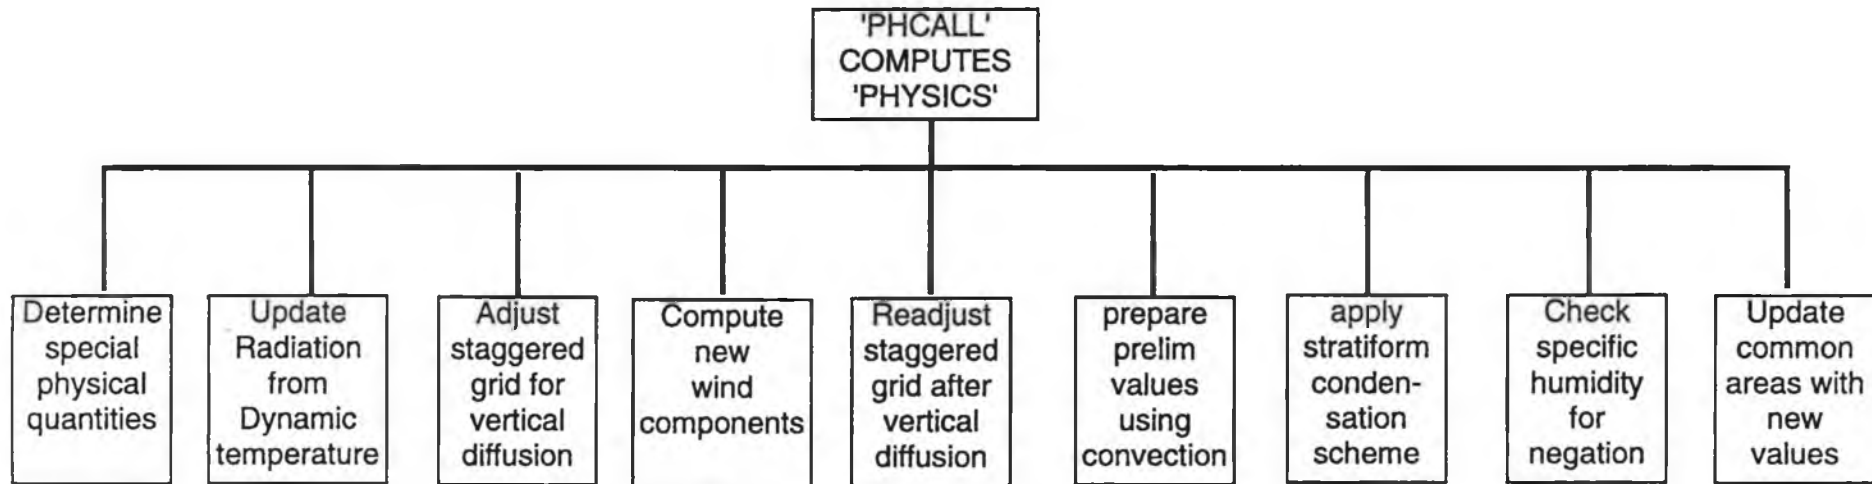 'PHCALL'
COMPUTES
'PHYSICS'
Determine
special
physical
quantities
Update
Radiation
from
Dynamic
temperature
Adjust
staggered
grid for
vertical
diffusion
Compute
new
wind
components
Readjust
staggered
grid after
vertical
diffusion
prepare
prelim
values
using
convection
apply
stratiform
conden-
sation
scheme
Check
specific
humidity
for
negation
Update
common
areas with
new
values